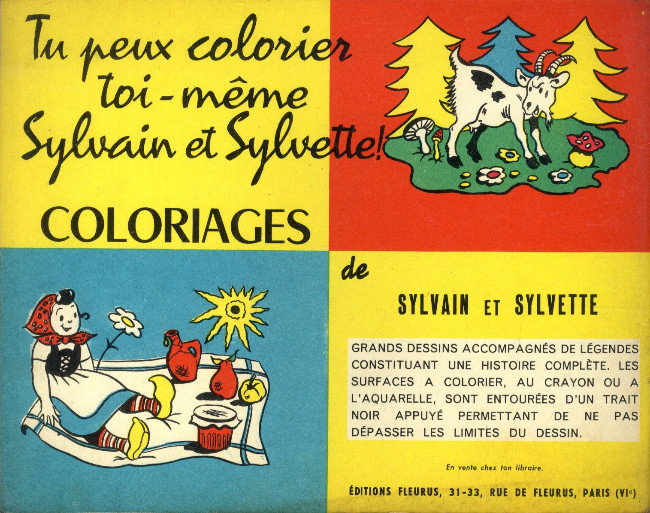 Tu peux colorier
toi-même
Sylvain et Sylvette!
COLORIAGES
de
SYLVAIN ET SYLVETTE
GRANDS DESSINS ACCOMPAGNÉS DE LÉGENDES
CONSTITUANT UNE HISTOIRE COMPLÈTE. LES
SURFACES A COLORIER, AU CRAYON OU A
L'AQUARELLE, SONT ENTOURÉES D'UN TRAIT
NOIR APPUYÉ PERMETTANT DE NE PAS
DÉPASSER LES LIMITES DU DESSIN.
En vente chez ton libraire.
ÉDITIONS FLEURUS, 31-33, RUE DE FLEURUS, PARIS (VIe)